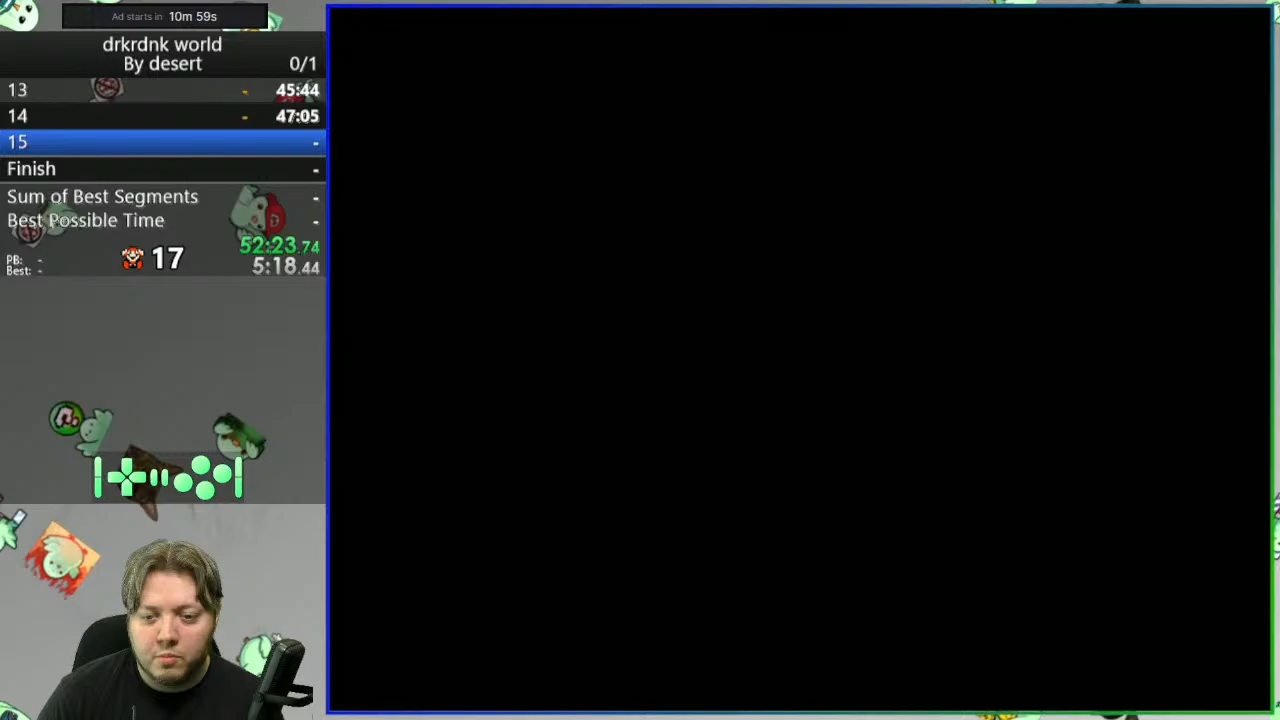 Ad starts in 10m 59s
drkrdnk world
By desert 0/1
13 - 45:44
14 - 47:05
15 -
Finish -
Sum of Best Segments -
Best Possible Time -
52:23.74
PB: -
Best: -
17
5:18.44